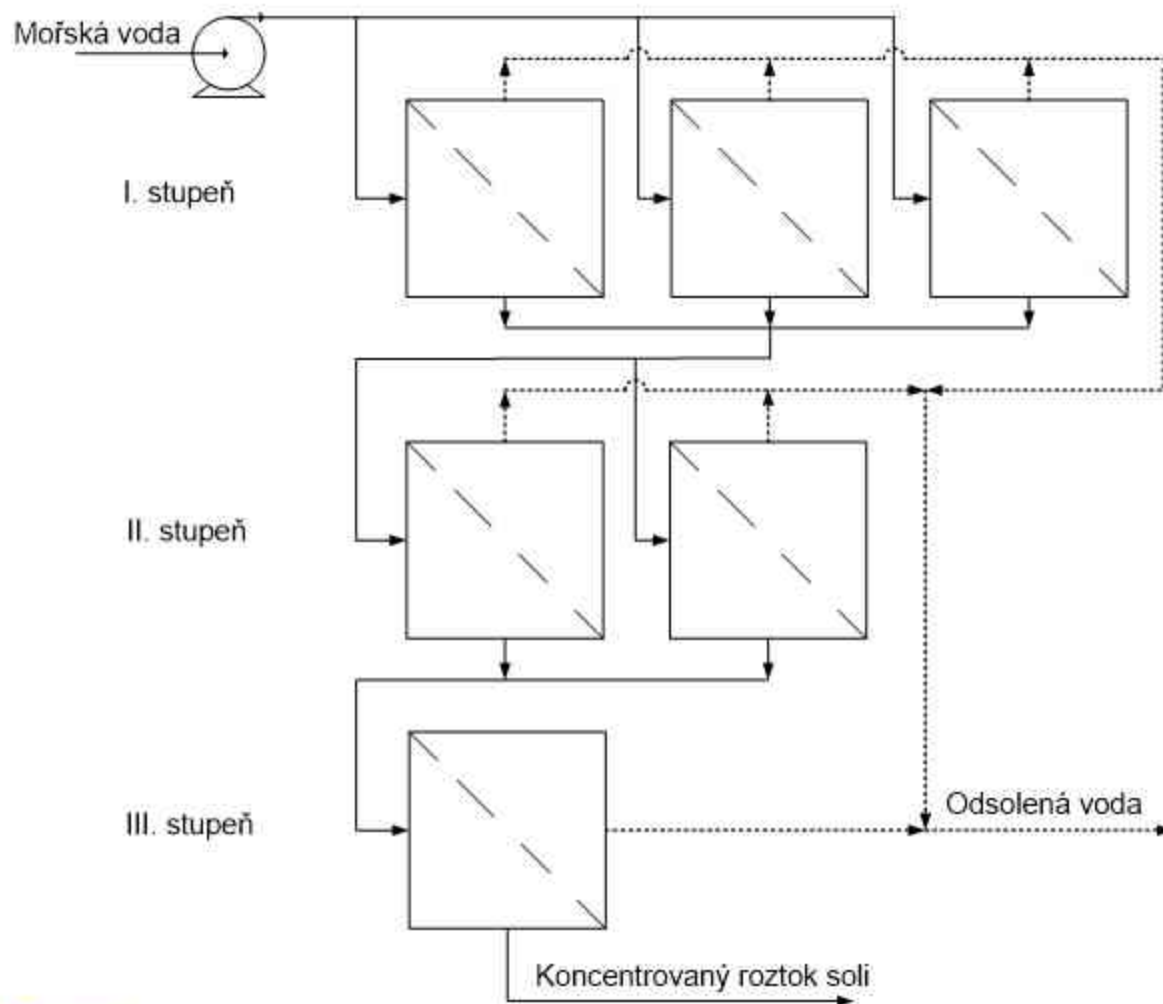 Mořská voda
I. stupeň
II. stupeň
III. stupeň
Odsolená voda
Koncentrovaný roztok soli